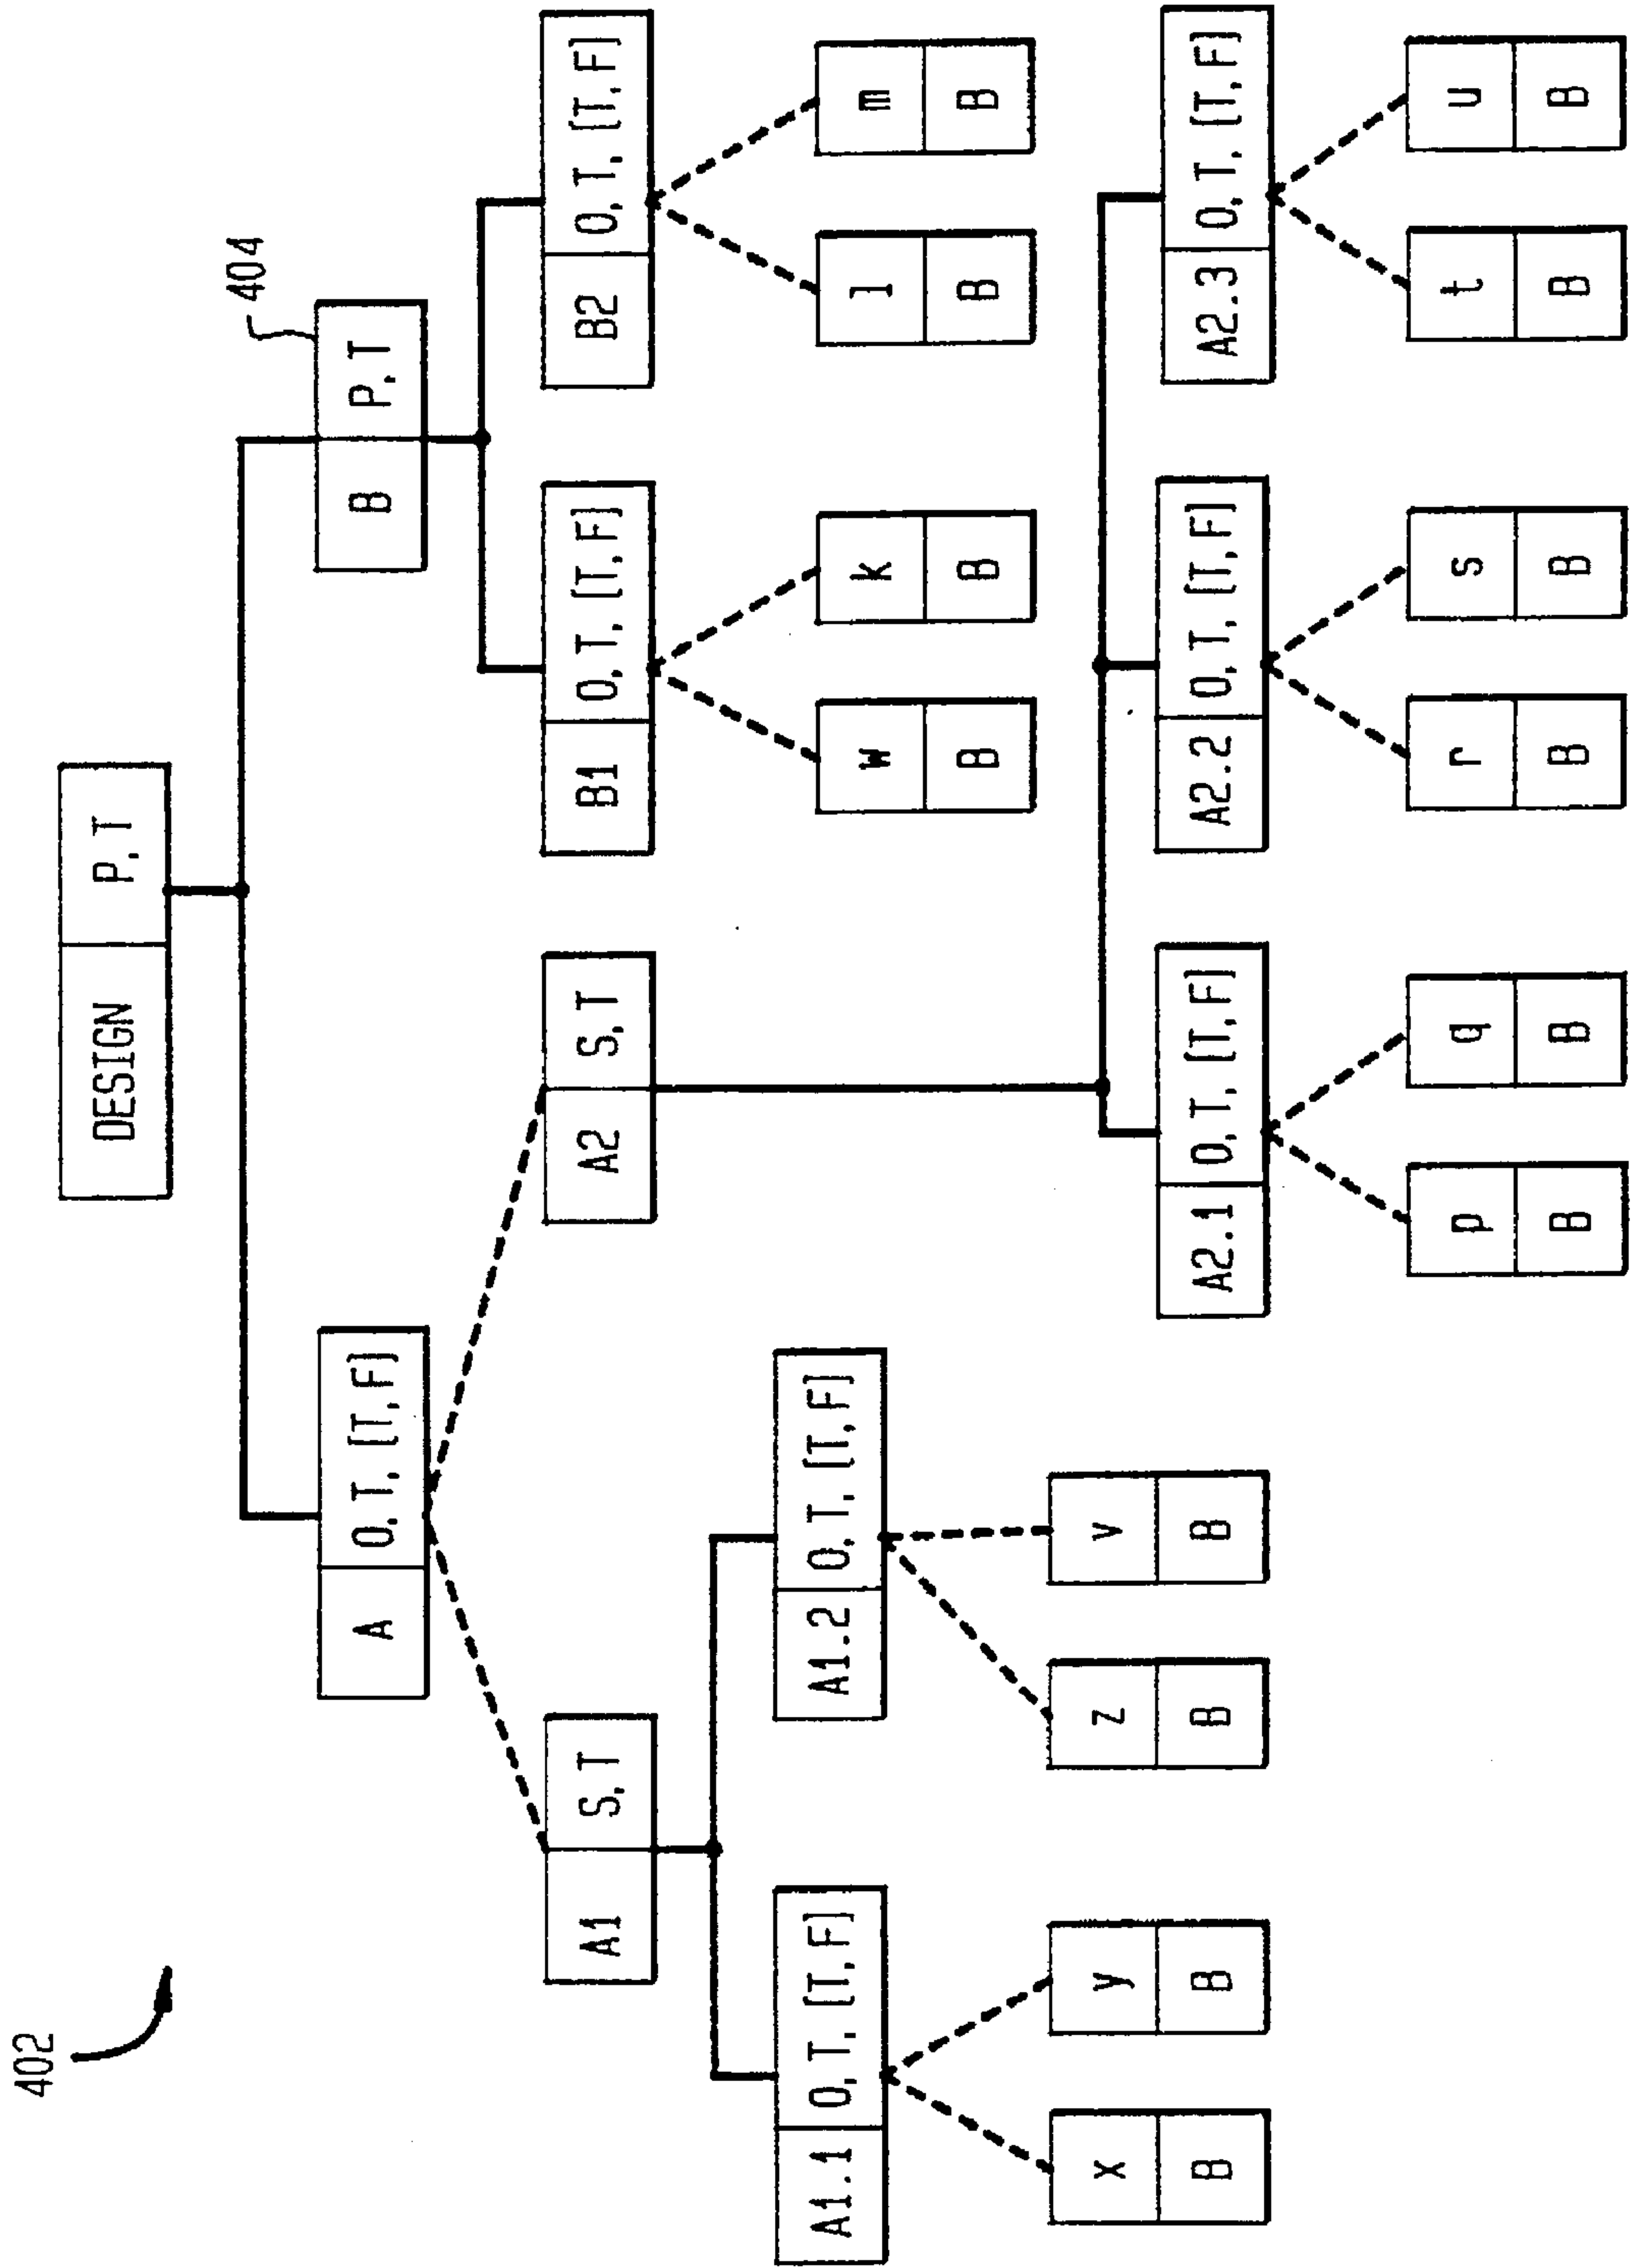 402
DESIGN P,T
404
A O,T,[T,F]
B P,T
A1 S,T
A2 S,T
B1 O,T,[T,F]
B2 O,T,[T,F]
A1.1 O,T,[T,F]
A1.2 O,T,[T,F]
w k l m
B B B B
x y z v
B B B B
A2.1 O,T,[T,F]
A2.2 O,T,[T,F]
A2.3 O,T,[T,F]
p q r s t u
B B B B B B